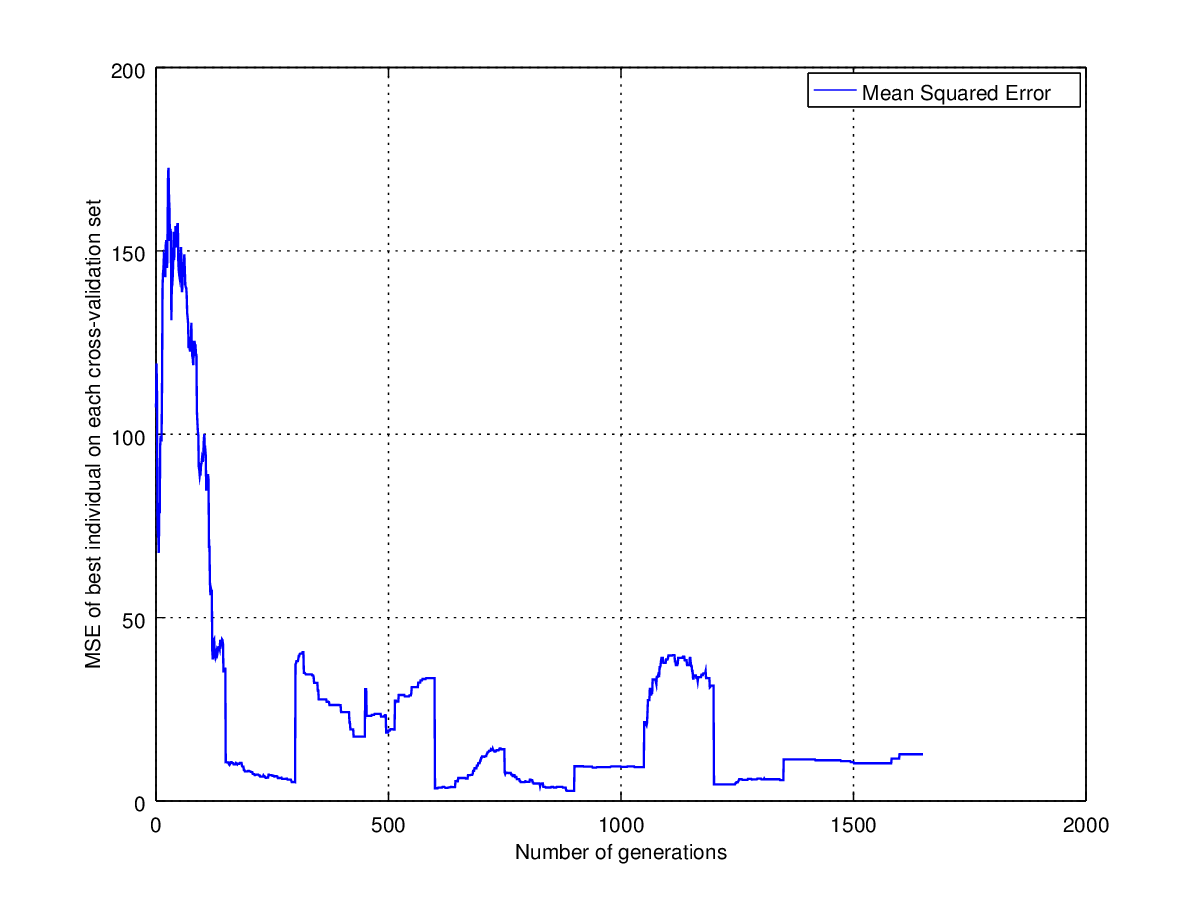 Mean Squared Error
200
150
100
50
0
MSE of best individual on each cross-validation set
0 500 1000 1500 2000
Number of generations